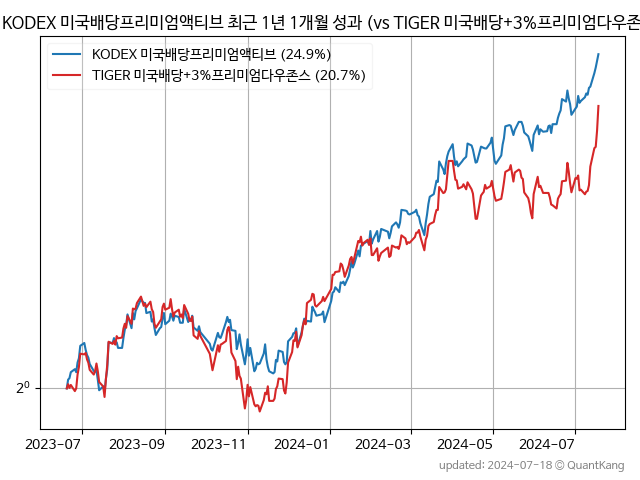 KODEX 미국배당프리미엄액티브 최근 1년 1개월 성과 (vs TIGER 미국배당+3%프리미엄다우존
KODEX 미국배당프리미엄액티브 (24.9%)
TIGER 미국배당+3%프리미엄다우존스 (20.7%)
2⁰
2023-07 2023-09 2023-11 2024-01 2024-03 2024-05 2024-07
updated: 2024-07-18 © QuantKang